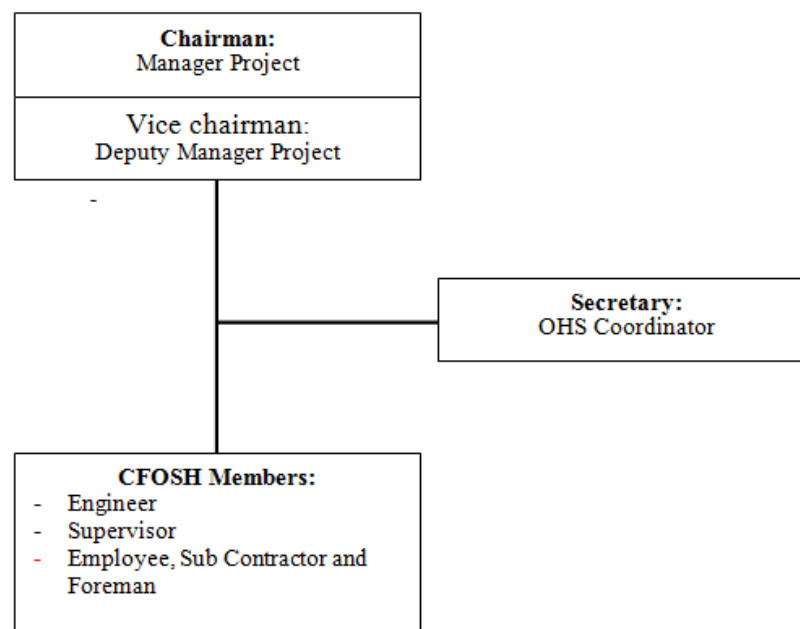 Chairman:
Manager Project
Vice chairman:
Deputy Manager Project
-
Secretary:
OHS Coordinator
CFOSH Members:
- Engineer
- Supervisor
- Employee, Sub Contractor and
Foreman